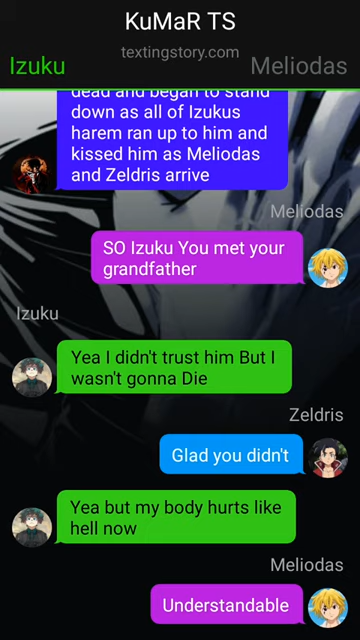 KuMaR TS
textingstory.com
Izuku
Meliodas
dead and began to stand
down as all of Izukus
harem ran up to him and
kissed him as Meliodas
and Zeldris arrive
Meliodas
SO Izuku You met your
grandfather
Izuku
Yea I didn't trust him But I
wasn't gonna Die
Zeldris
Glad you didn't
Yea but my body hurts like
hell now
Meliodas
Understandable